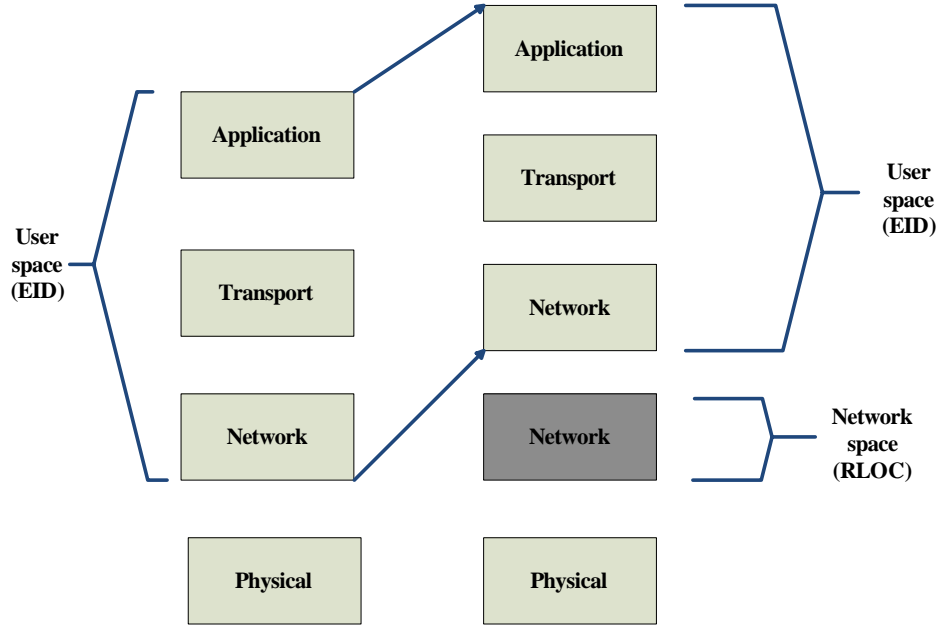 User
space
(EID)
Application
Transport
Network
Physical
Application
Transport
Network
Network
Physical
User
space
(EID)
Network
space
(RLOC)